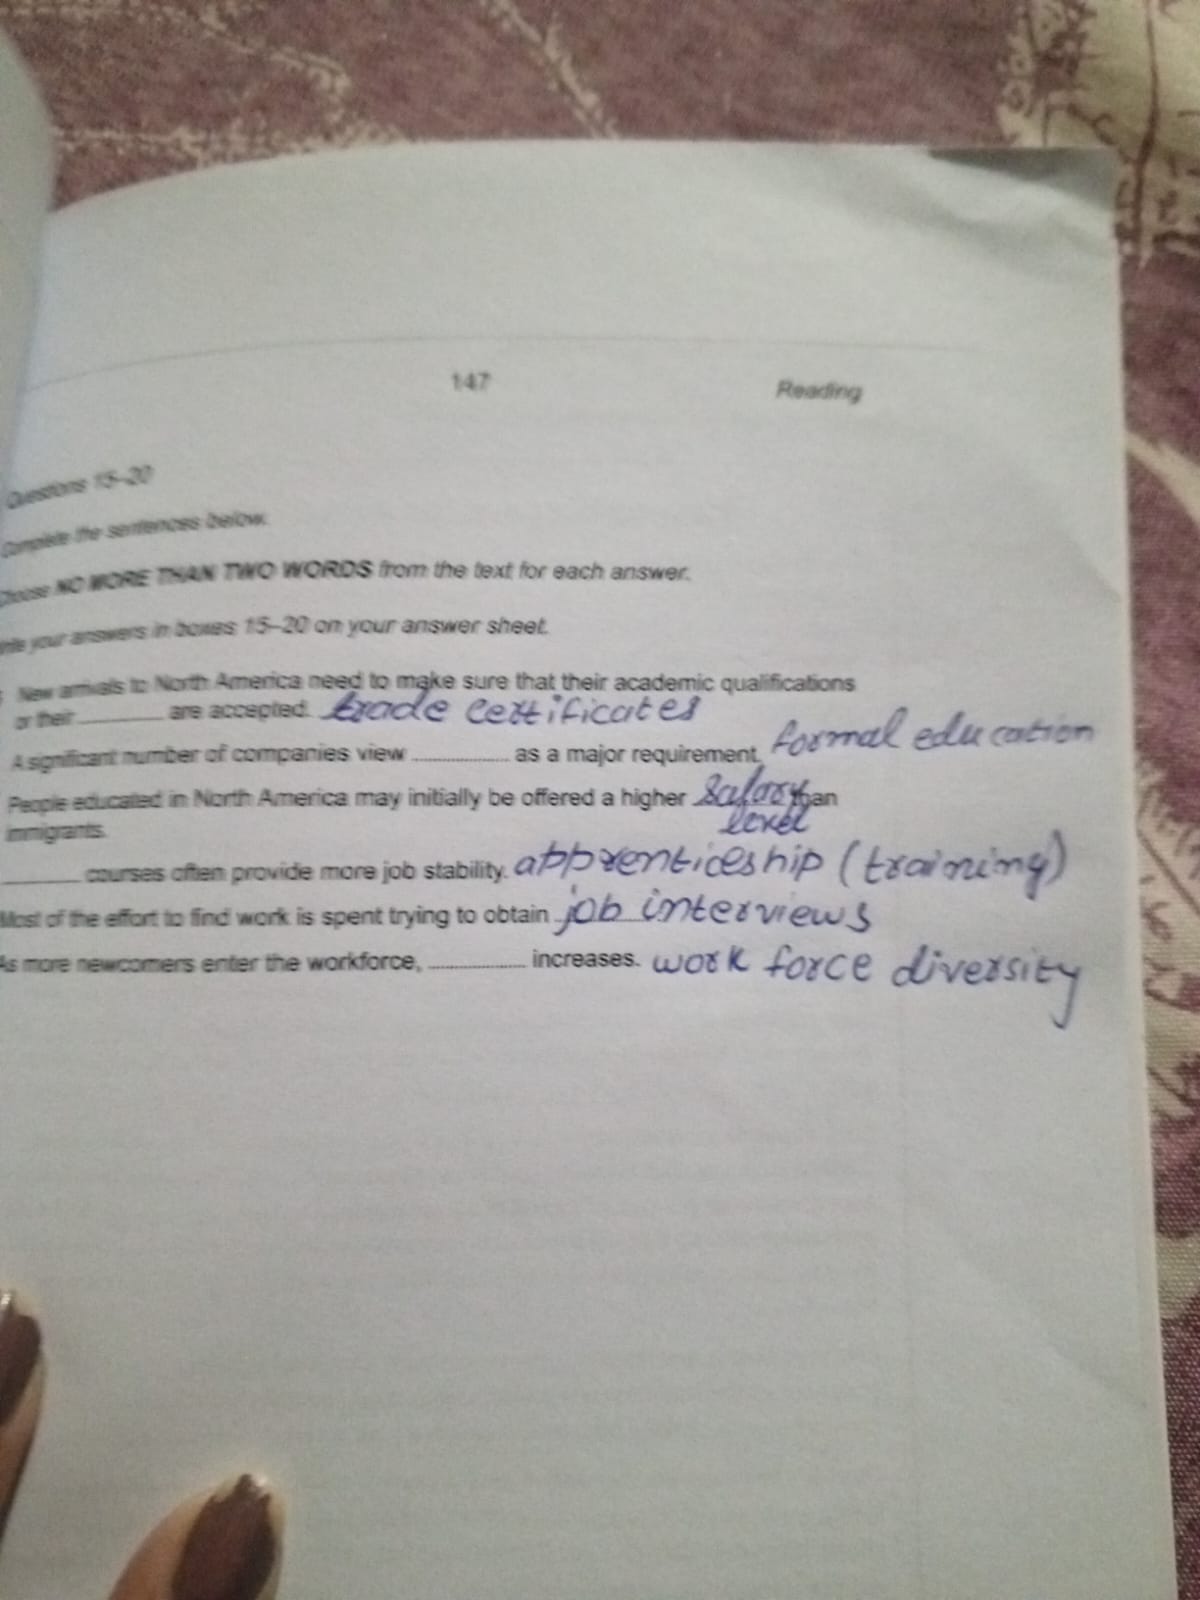 147 Reading
Questions 15–20
Complete the sentences below.
Choose NO MORE THAN TWO WORDS from the text for each answer.
Write your answers in boxes 15–20 on your answer sheet.
New arrivals to North America need to make sure that their academic qualifications
or their ________ are accepted. trade certificates
A significant number of companies view .................. as a major requirement. formal education
People educated in North America may initially be offered a higher salary than
level
immigrants.
________ courses often provide more job stability. apprenticeship (training)
Most of the effort to find work is spent trying to obtain job interviews
As more newcomers enter the workforce, .................. increases. work force diversity